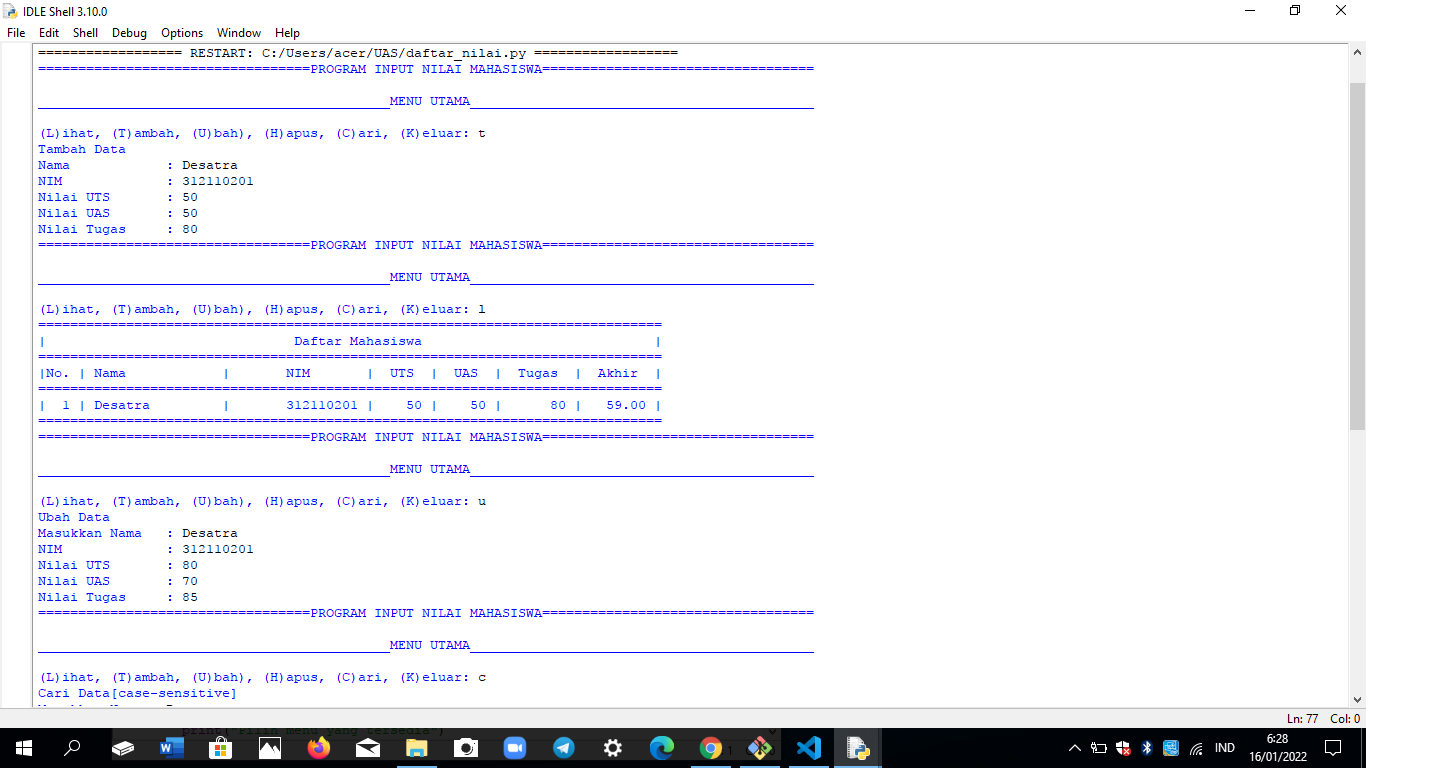 IDLE Shell 3.10.0
File Edit Shell Debug Options Window Help
================== RESTART: C:/Users/acer/UAS/daftar_nilai.py ==================
==================================PROGRAM INPUT NILAI MAHASISWA==================================
____________________________________________MENU UTAMA___________________________________________
(L)ihat, (T)ambah, (U)bah), (H)apus, (C)ari, (K)eluar: t
Tambah Data
Nama            : Desatra
NIM             : 312110201
Nilai UTS       : 50
Nilai UAS       : 50
Nilai Tugas     : 80
==================================PROGRAM INPUT NILAI MAHASISWA==================================
____________________________________________MENU UTAMA___________________________________________
(L)ihat, (T)ambah, (U)bah), (H)apus, (C)ari, (K)eluar: l
==============================================================================
|                               Daftar Mahasiswa                             |
==============================================================================
|No. | Nama            |       NIM       |  UTS  |  UAS  |  Tugas  |  Akhir  |
==============================================================================
|  1 | Desatra         |       312110201 |    50 |    50 |      80 |   59.00 |
==============================================================================
==================================PROGRAM INPUT NILAI MAHASISWA==================================
____________________________________________MENU UTAMA___________________________________________
(L)ihat, (T)ambah, (U)bah), (H)apus, (C)ari, (K)eluar: u
Ubah Data
Masukkan Nama   : Desatra
NIM             : 312110201
Nilai UTS       : 80
Nilai UAS       : 70
Nilai Tugas     : 85
==================================PROGRAM INPUT NILAI MAHASISWA==================================
____________________________________________MENU UTAMA___________________________________________
(L)ihat, (T)ambah, (U)bah), (H)apus, (C)ari, (K)eluar: c
Cari Data[case-sensitive]
Ln: 77 Col: 0
print("Pilih menu yang tersedia")
IND
6:28
16/01/2022